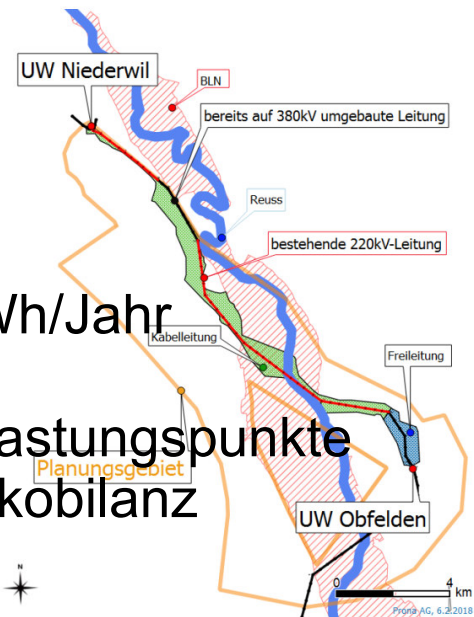 UW Niederwil
BLN
bereits auf 380kV umgebaute Leitung
Reuss
bestehende 220kV-Leitung
Wh/Jahr
Kabelleitung
Freileitung
astungspunkte
Planungsgebiet
kobilanz
UW Obfelden
N
0 4
km
Prona AG, 6.2.2018